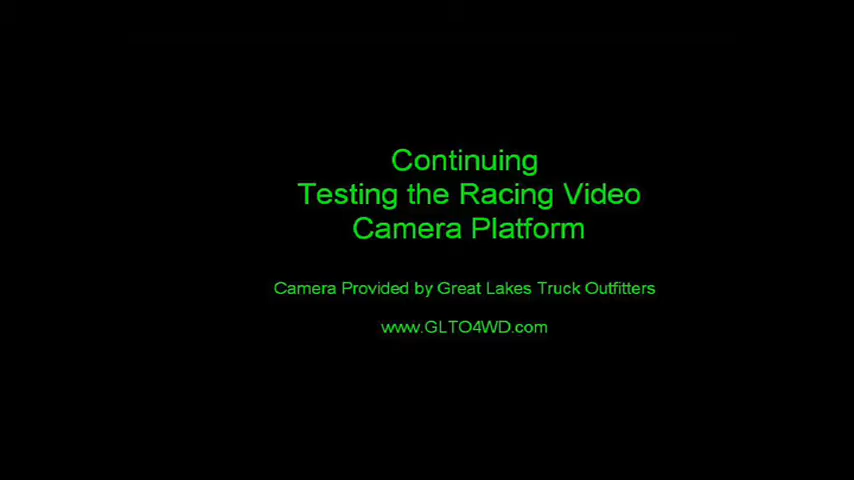 Continuing
Testing the Racing Video
Camera Platform
Camera Provided by Great Lakes Truck Outfitters
www.GLTO4WD.com